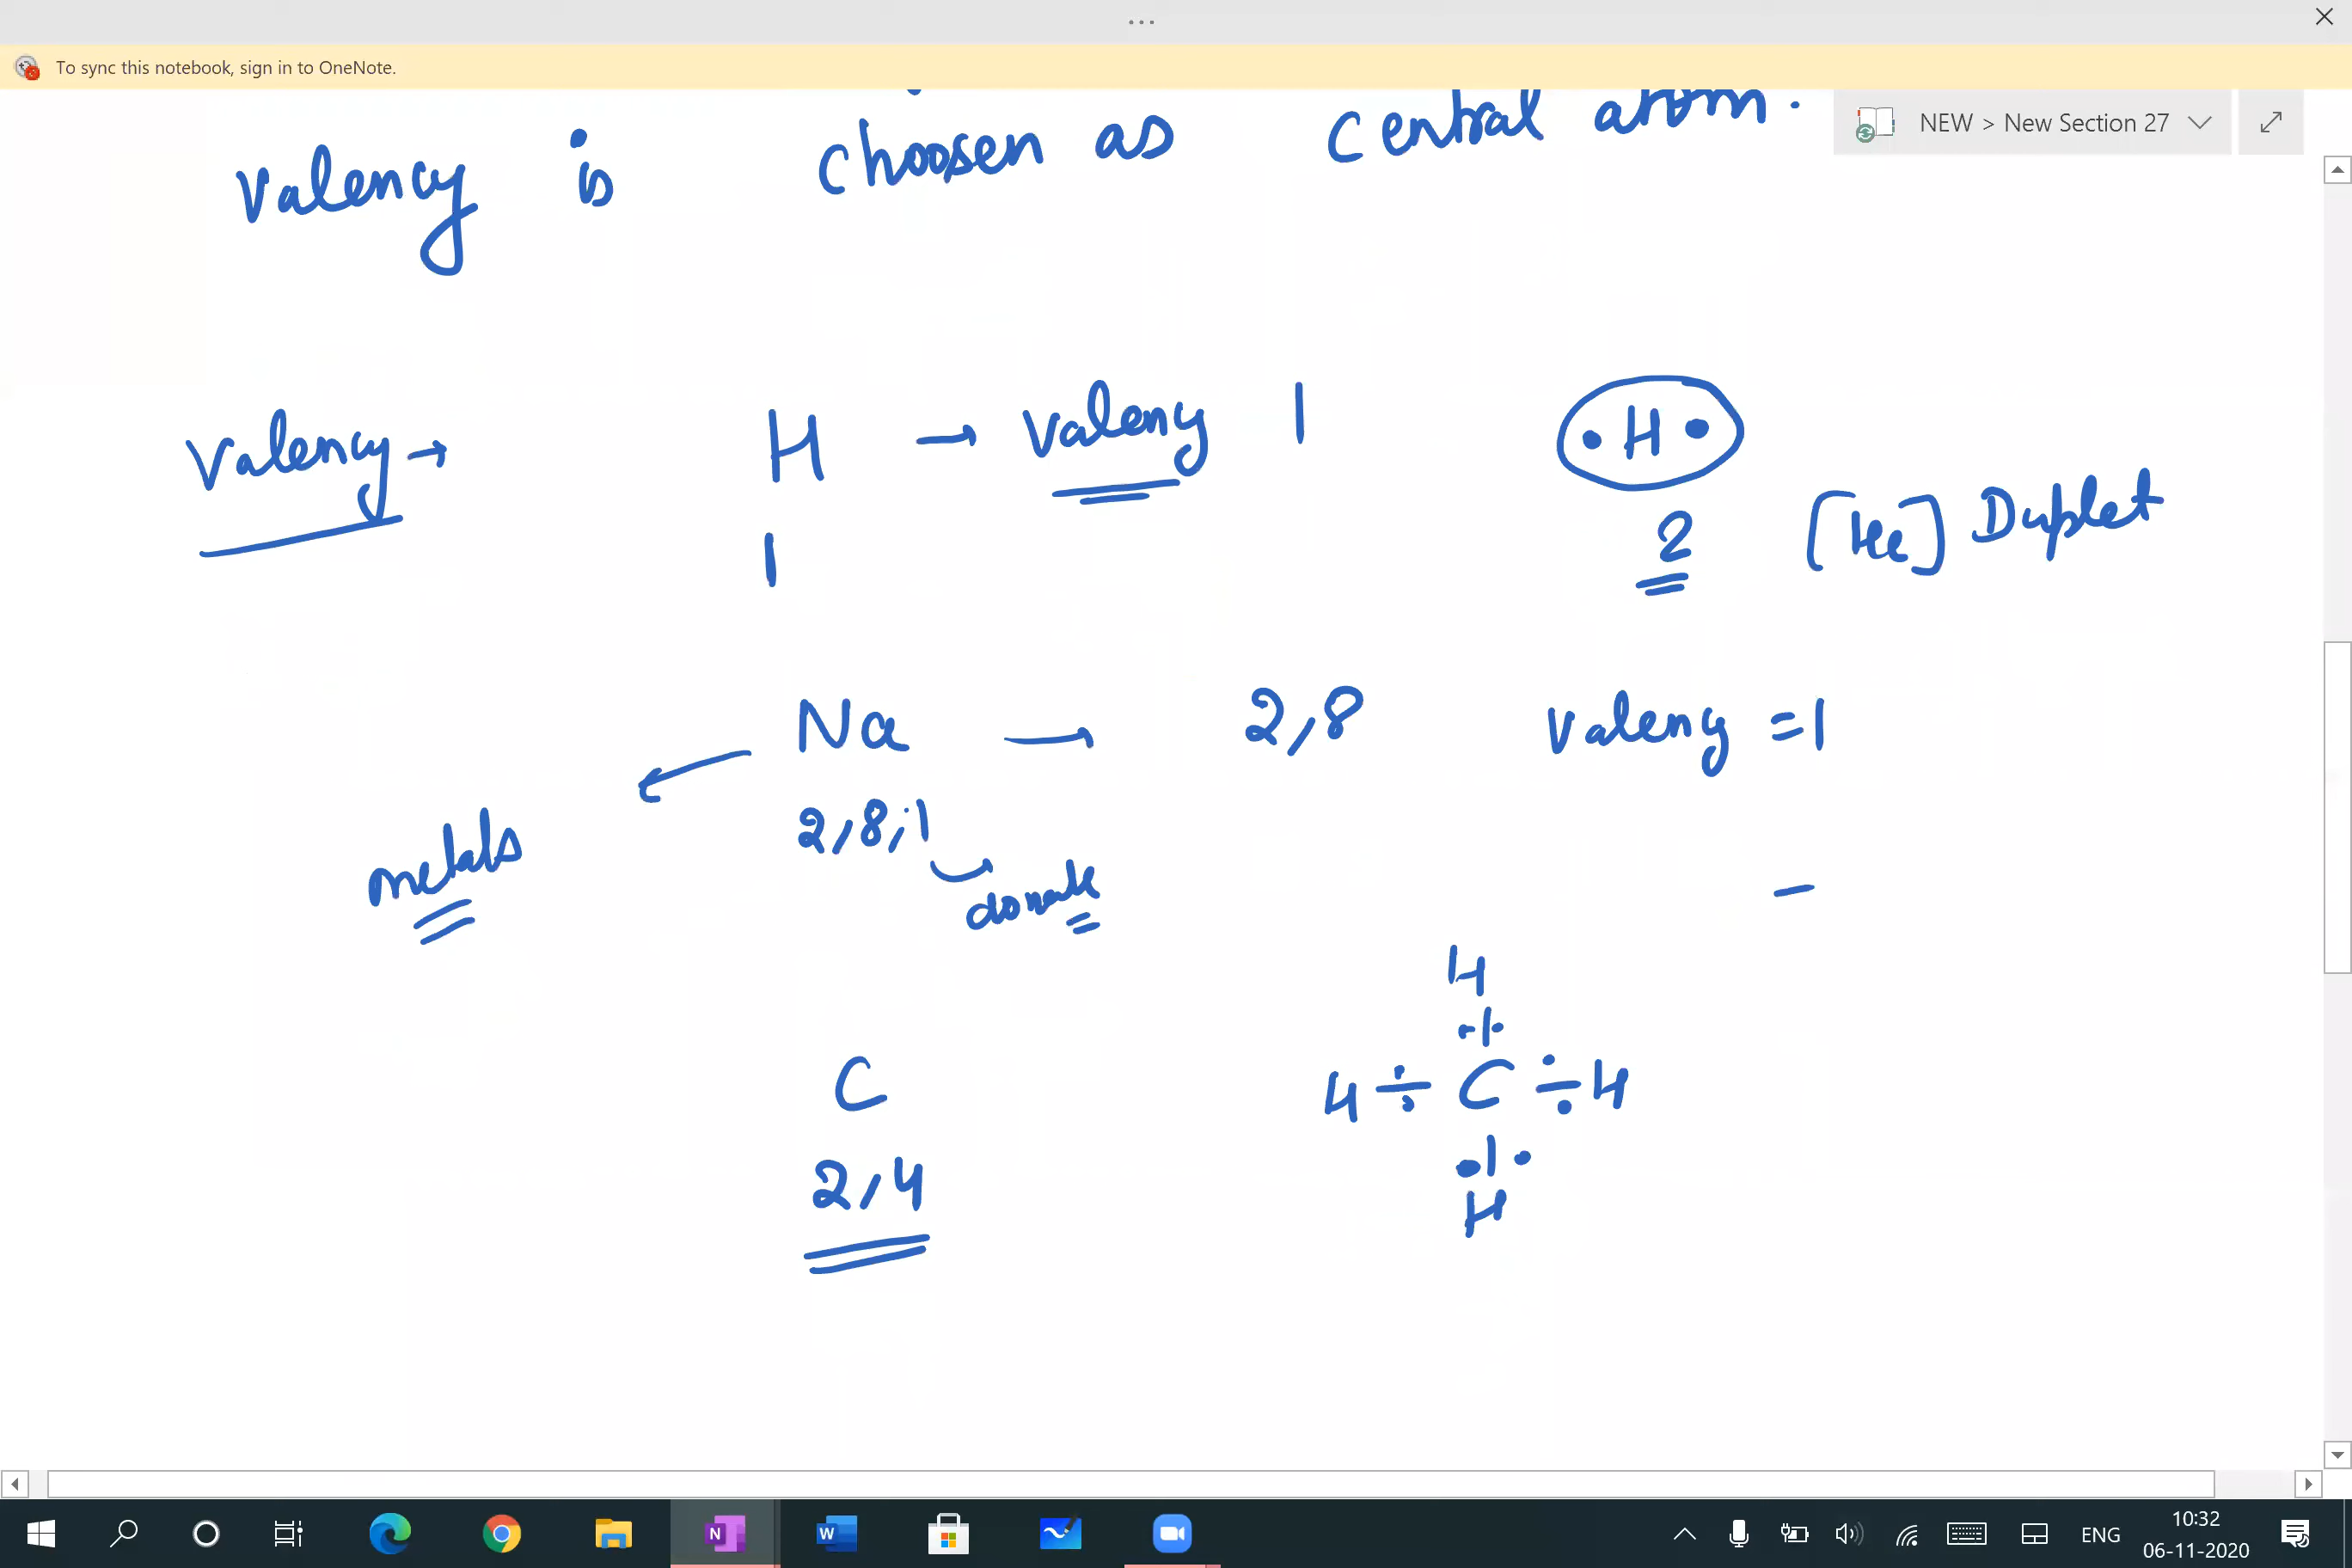 To sync this notebook, sign in to OneNote.
NEW > New Section 27
Valency is choosen as central atom.
Valency → H → Valency 1 H
1 2 [He] Duplet
Na → 2,8 Valency = 1
2,8,1
metals donate
H
C H C H
2,4 H
N
W
ENG
10:32
06-11-2020